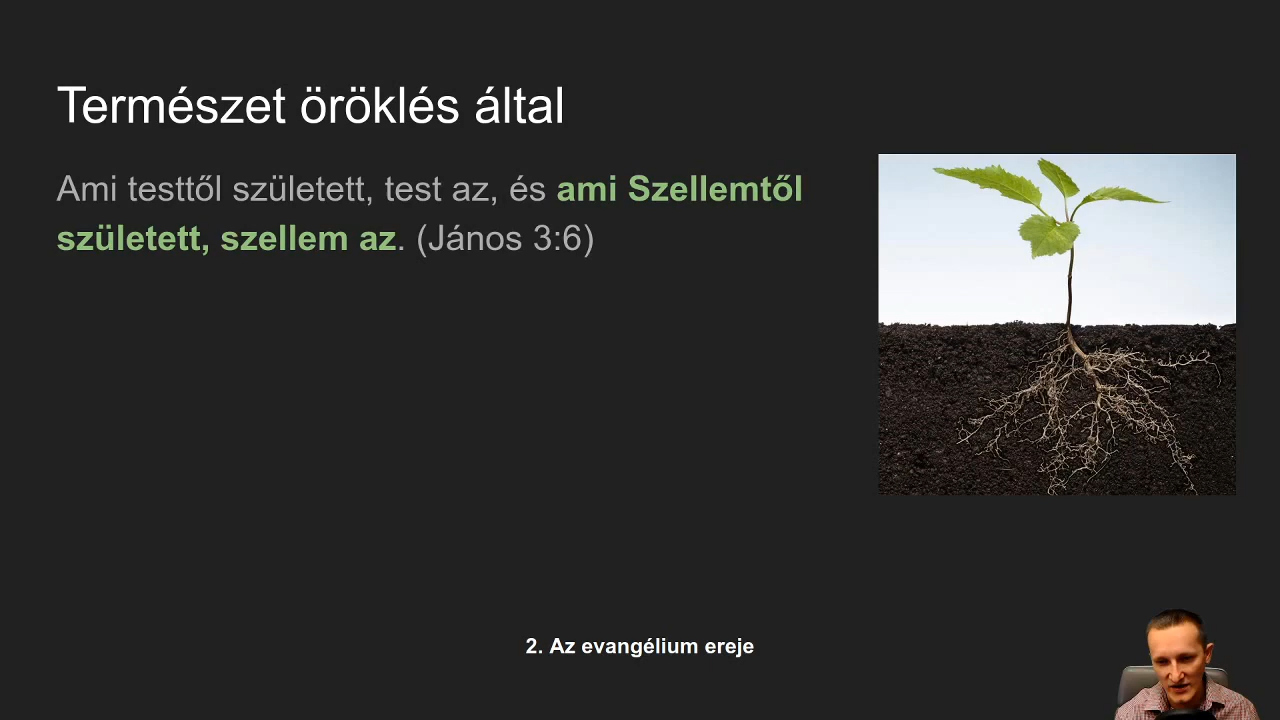 Természet öröklés által
Ami testtől született, test az, és ami Szellemtől
született, szellem az. (János 3:6)
2. Az evangélium ereje